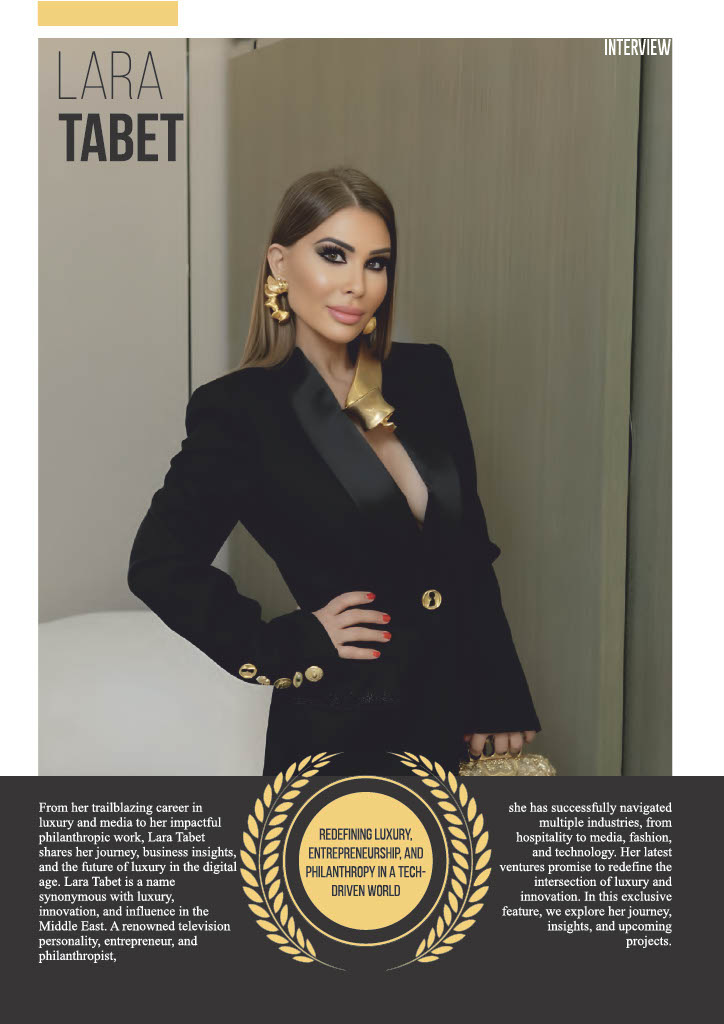 INTERVIEW
LARA
TABET
From her trailblazing career in
luxury and media to her impactful
philanthropic work, Lara Tabet
shares her journey, business insights,
and the future of luxury in the digital
age. Lara Tabet is a name
synonymous with luxury,
innovation, and influence in the
Middle East. A renowned television
personality, entrepreneur, and
philanthropist,
REDEFINING LUXURY,
ENTREPRENEURSHIP, AND
PHILANTHROPY IN A TECH-
DRIVEN WORLD
she has successfully navigated
multiple industries, from
hospitality to media, fashion,
and technology. Her latest
ventures promise to redefine the
intersection of luxury and
innovation. In this exclusive
feature, we explore her journey,
insights, and upcoming
projects.